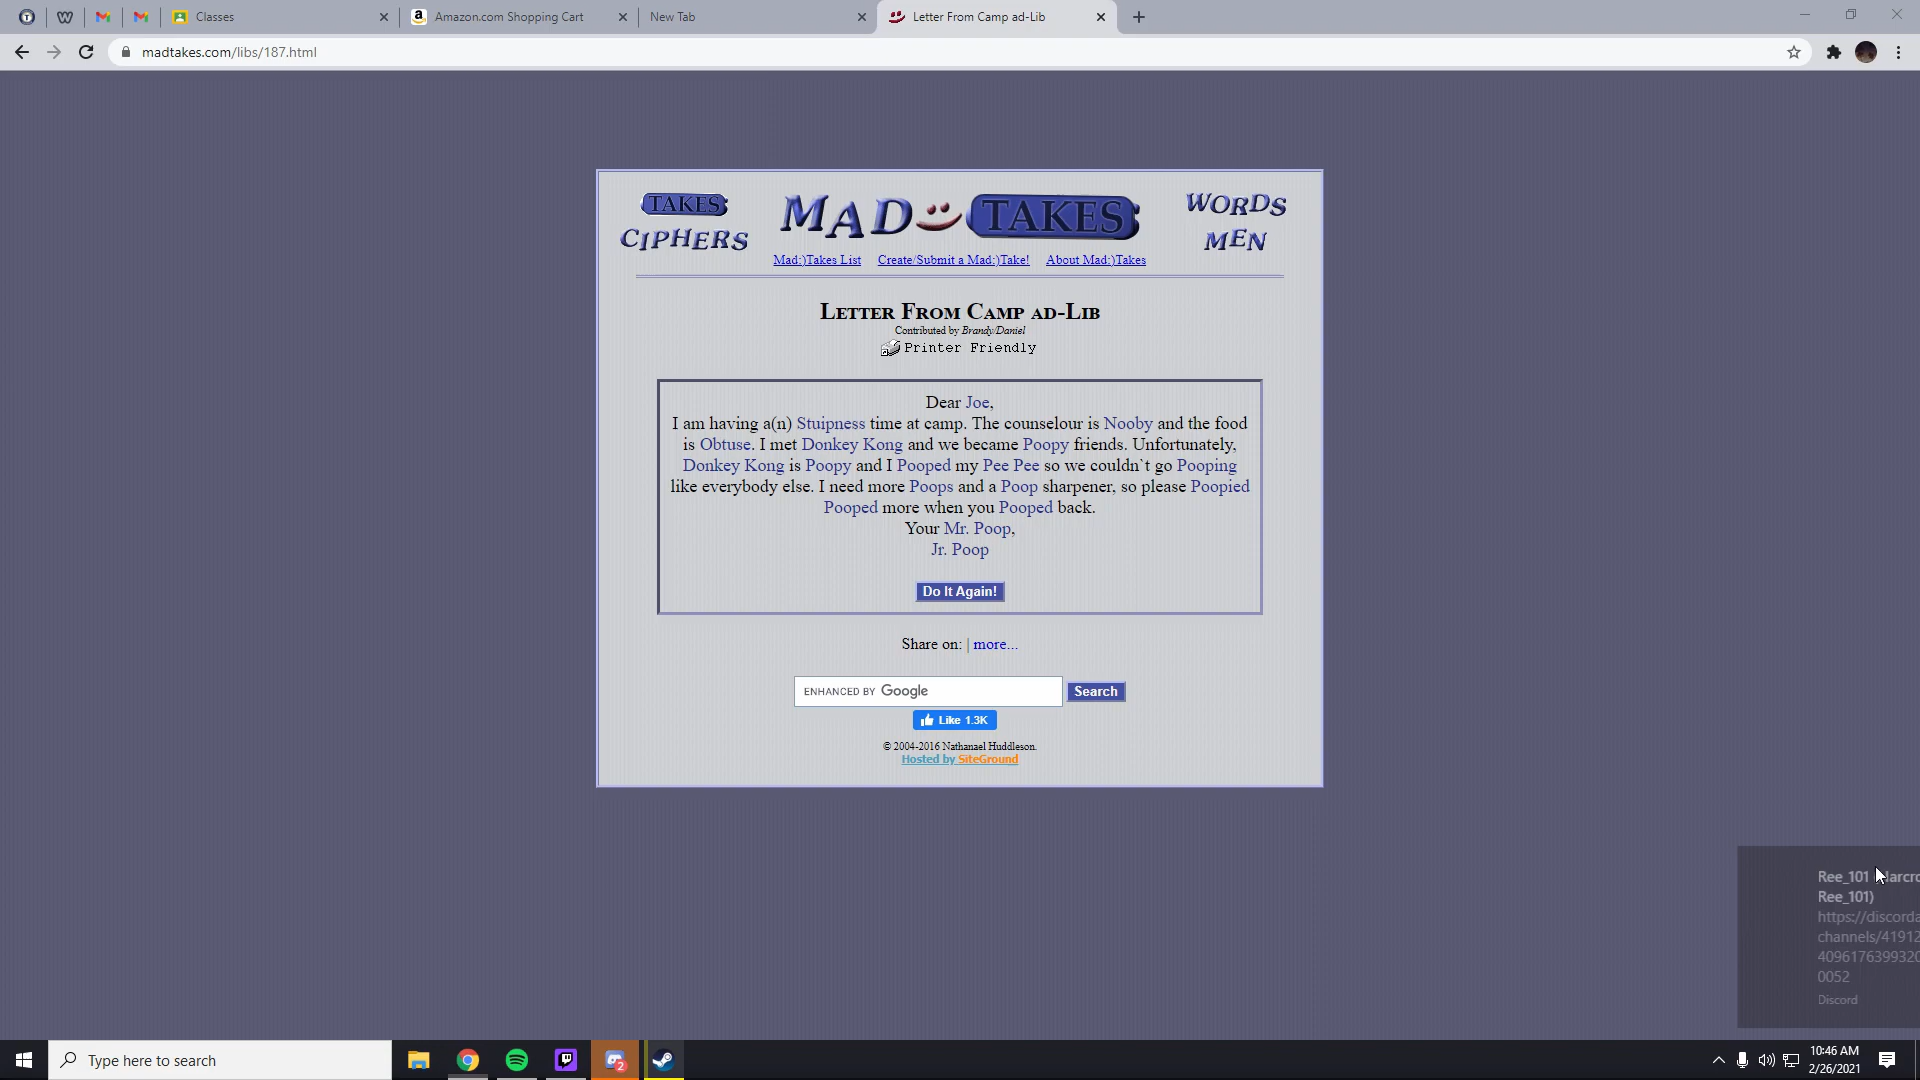 Classes
Amazon.com Shopping Cart
New Tab
Letter From Camp ad-Lib
madtakes.com/libs/187.html
TAKES
CIPHERS
MAD TAKES
WORDS
MEN
Mad:)Takes List Create/Submit a Mad:)Take! About Mad:)Takes
LETTER FROM CAMP AD-LIB
Contributed by Brandy/Daniel
Printer Friendly
Dear Joe,
I am having a(n) Stuipness time at camp. The counselour is Nooby and the food
is Obtuse. I met Donkey Kong and we became Poopy friends. Unfortunately,
Donkey Kong is Poopy and I Pooped my Pee Pee so we couldn`t go Pooping
like everybody else. I need more Poops and a Poop sharpener, so please Poopied
Pooped more when you Pooped back.
Your Mr. Poop,
Jr. Poop
Do It Again!
Share on: | more...
ENHANCED BY Google
Search
Like 1.3K
© 2004-2016 Nathanael Huddleson.
Hosted by SiteGround
Ree_101
Ree_101)
https://discorda
channels/41912
4096176399320
0052
Discord
Type here to search
2
10:46 AM
2/26/2021